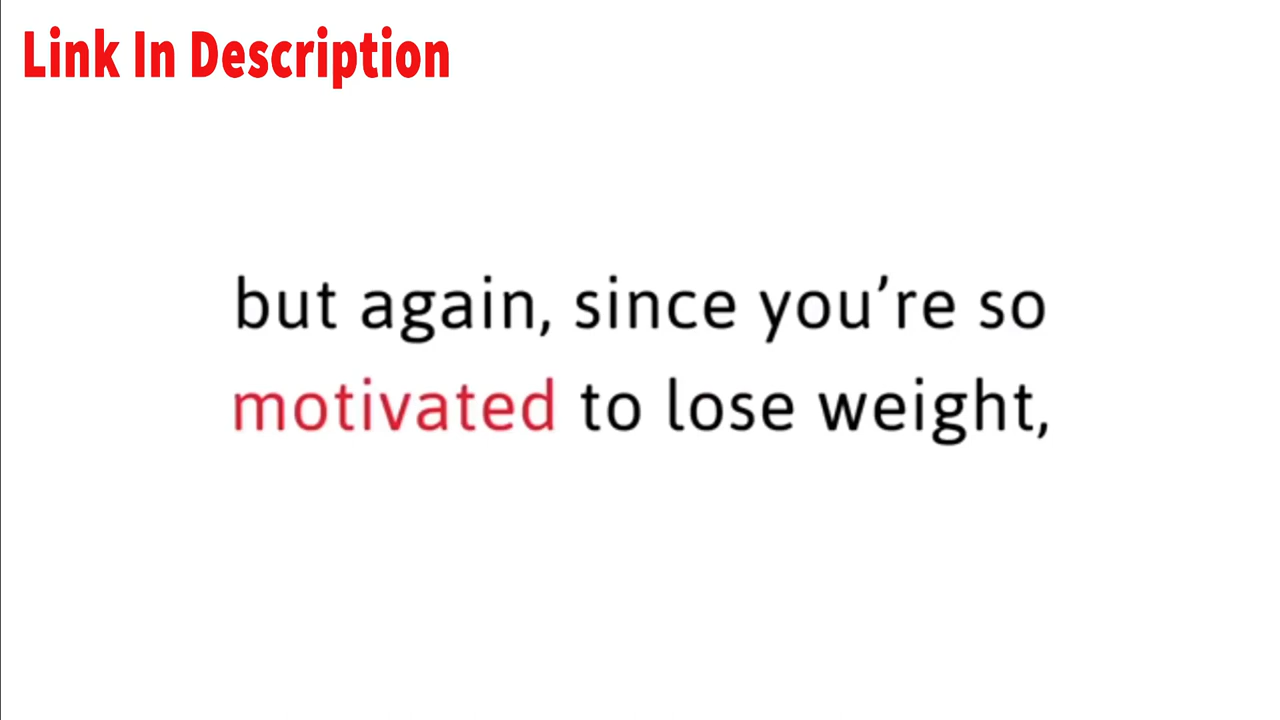 Link In Description
but again, since you’re so
motivated to lose weight,